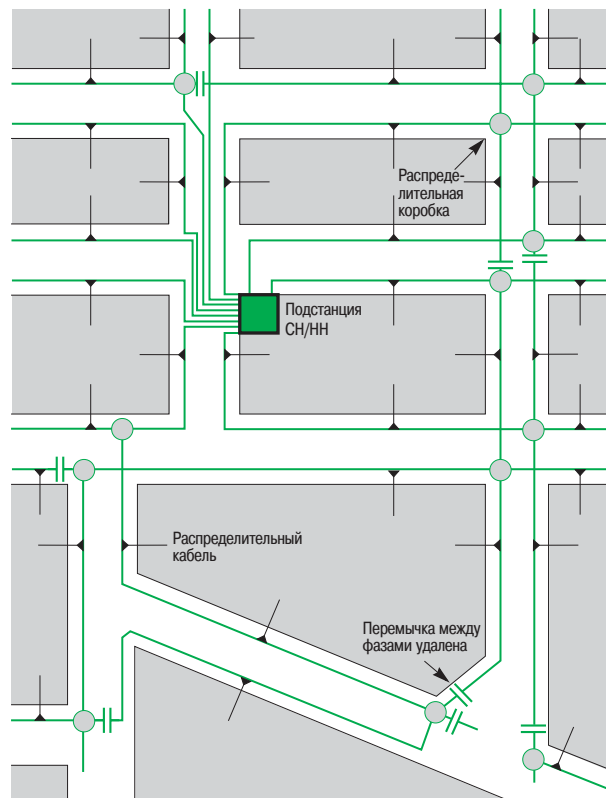 Распреде-
лительная
коробка
Подстанция
СН/НН
Распределительный
кабель
Перемычка между
фазами удалена